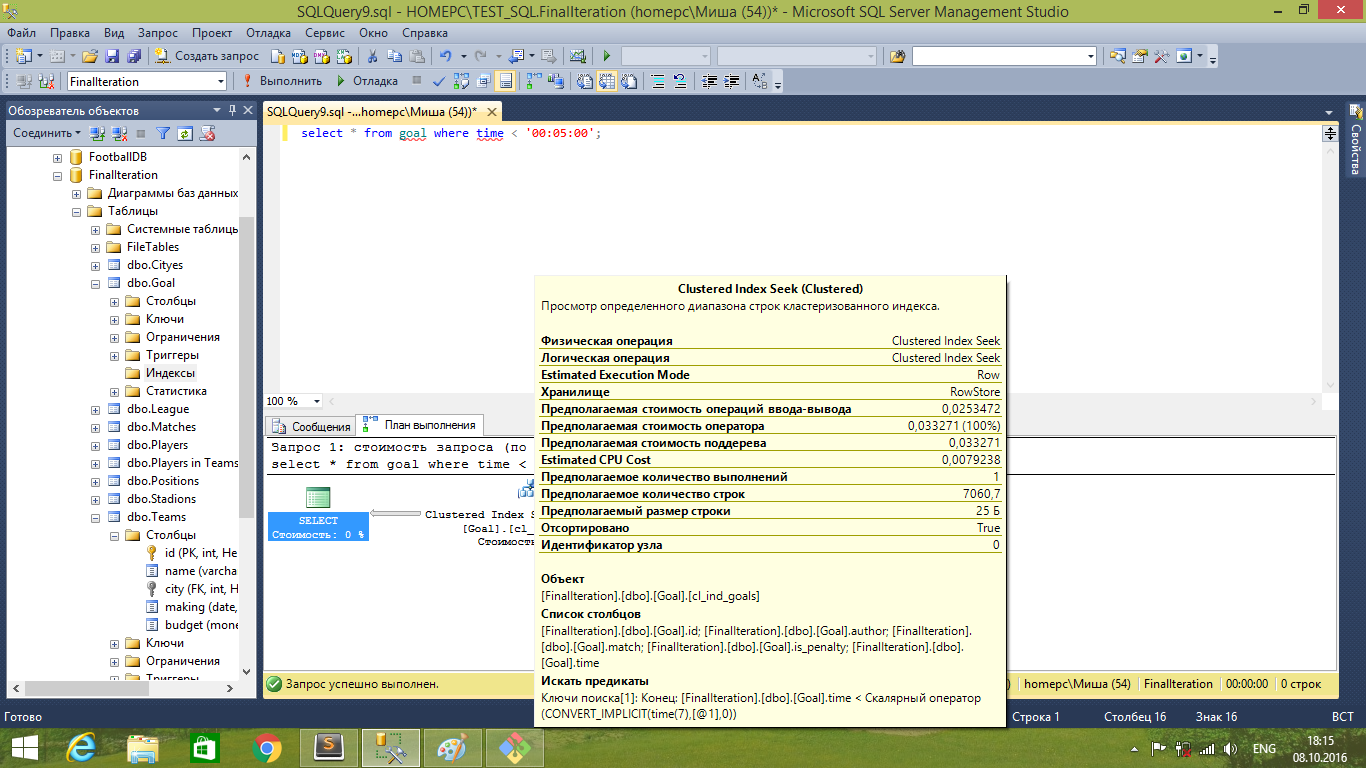 SQLQuery9.sql - HOMEPC\TEST_SQL.FinalIteration (homepc\Миша (54))* - Microsoft SQL Server Management Studio
Файл Правка Вид Запрос Проект Отладка Сервис Окно Справка
Создать запрос
FinalIteration Выполнить Отладка
Обозреватель объектов
SQLQuery9.sql -...homepc\Миша (54))*
Соединить
select * from goal where time < '00:05:00';
Свойства
FootballDB
FinalIteration
Диаграммы баз данных
Таблицы
Системные таблицы
FileTables
dbo.Cityes
dbo.Goal
Столбцы
Ключи
Ограничения
Триггеры
Индексы
Статистика
dbo.League
dbo.Matches
dbo.Players
dbo.Players in Teams
dbo.Positions
dbo.Stadions
dbo.Teams
Столбцы
id (PK, int, Не
name (varcha
city (FK, int, Н
making (date,
budget (mone
Ключи
Ограничения
Триггеры
100 %
Сообщения План выполнения
Запрос 1: стоимость запроса (по
select * from goal where time <
SELECT
Стоимость: 0 %
Clustered Index S
[Goal].[cl_
Стоимость
Clustered Index Seek (Clustered)
Просмотр определенного диапазона строк кластеризованного индекса.
Физическая операция Clustered Index Seek
Логическая операция Clustered Index Seek
Estimated Execution Mode Row
Хранилище RowStore
Предполагаемая стоимость операций ввода-вывода 0,0253472
Предполагаемая стоимость оператора 0,033271 (100%)
Предполагаемая стоимость поддерева 0,033271
Estimated CPU Cost 0,0079238
Предполагаемое количество выполнений 1
Предполагаемое количество строк 7060,7
Предполагаемый размер строки 25 Б
Отсортировано True
Идентификатор узла 0
Объект
[FinalIteration].[dbo].[Goal].[cl_ind_goals]
Список столбцов
[FinalIteration].[dbo].[Goal].id; [FinalIteration].[dbo].[Goal].author; [FinalIteration].
[dbo].[Goal].match; [FinalIteration].[dbo].[Goal].is_penalty; [FinalIteration].[dbo].
[Goal].time
Искать предикаты
Ключи поиска[1]: Конец: [FinalIteration].[dbo].[Goal].time < Скалярный оператор
(CONVERT_IMPLICIT(time(7),[@1],0))
Запрос успешно выполнен. ) homepc\Миша (54) FinalIteration 00:00:00 0 строк
Готово Строка 1 Столбец 16 Знак 16 ВСТ
ENG
18:15
08.10.2016